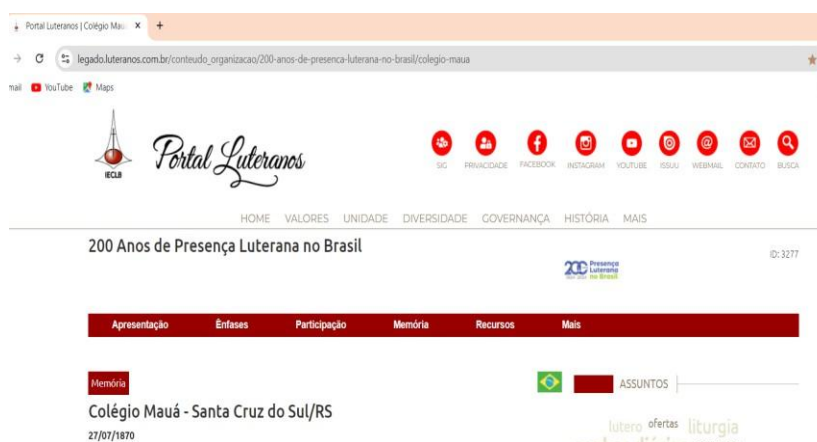 Portal Luteranos | Colégio Mau
legado.luteranos.com.br/conteudo_organizacao/200-anos-de-presenca-luterana-no-brasil/colegio-maua
mail YouTube Maps
IECLB
Portal Luteranos
SIG PRIVACIDADE FACEBOOK INSTAGRAM YOUTUBE ISSUU WEBMAIL CONTATO BUSCA
HOME VALORES UNIDADE DIVERSIDADE GOVERNANÇA HISTÓRIA MAIS
200 Anos de Presença Luterana no Brasil
ID: 3277
200 Presença
Luterana
no Brasil
Apresentação Ênfases Participação Memória Recursos Mais
Memória
ASSUNTOS
Colégio Mauá - Santa Cruz do Sul/RS
27/07/1870
lutero ofertas liturgia